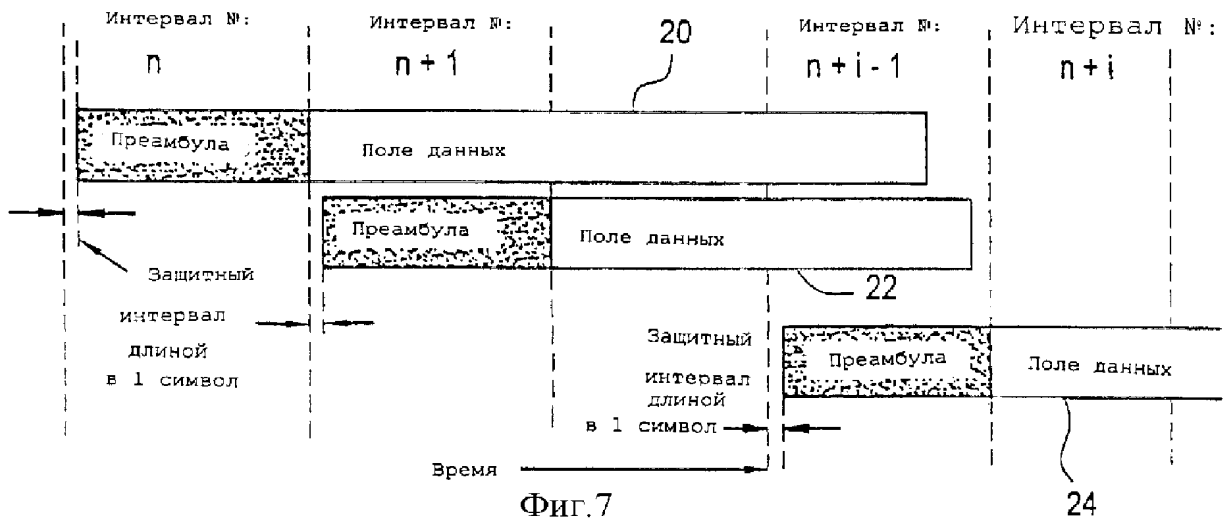 Интервал №:
n
Интервал №:
n + 1
20
Интервал №:
n + i - 1
Интервал №:
n + i
Преамбула
Поле данных
Преамбула
Поле данных
22
Защитный
интервал
длиной
в 1 символ
Защитный
интервал
длиной
в 1 символ
Преамбула
Поле данных
24
Время
Фиг.7